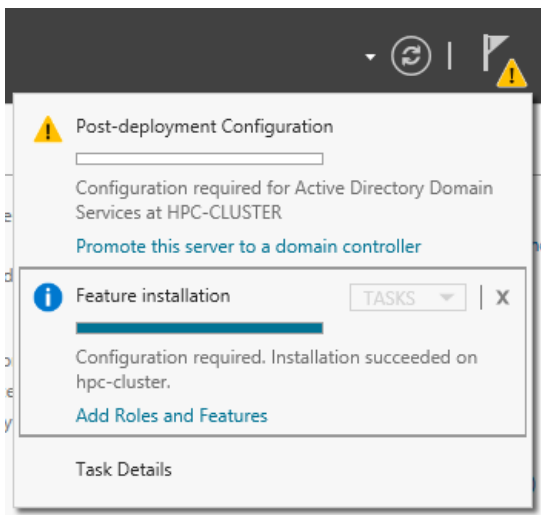 Post-deployment Configuration
Configuration required for Active Directory Domain
Services at HPC-CLUSTER
Promote this server to a domain controller
Feature installation
TASKS
X
Configuration required. Installation succeeded on
hpc-cluster.
Add Roles and Features
Task Details